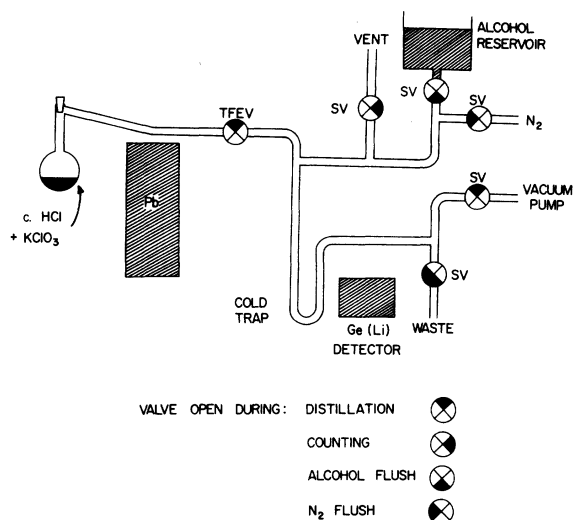 VENT
ALCOHOL
RESERVOIR
SV
SV
SV
TFEV
N₂
SV
VACUUM
PUMP
Pb
c. HCl
+ KClO₃
SV
COLD
TRAP
Ge (Li)
DETECTOR
WASTE
VALVE OPEN DURING: DISTILLATION
COUNTING
ALCOHOL FLUSH
N₂ FLUSH